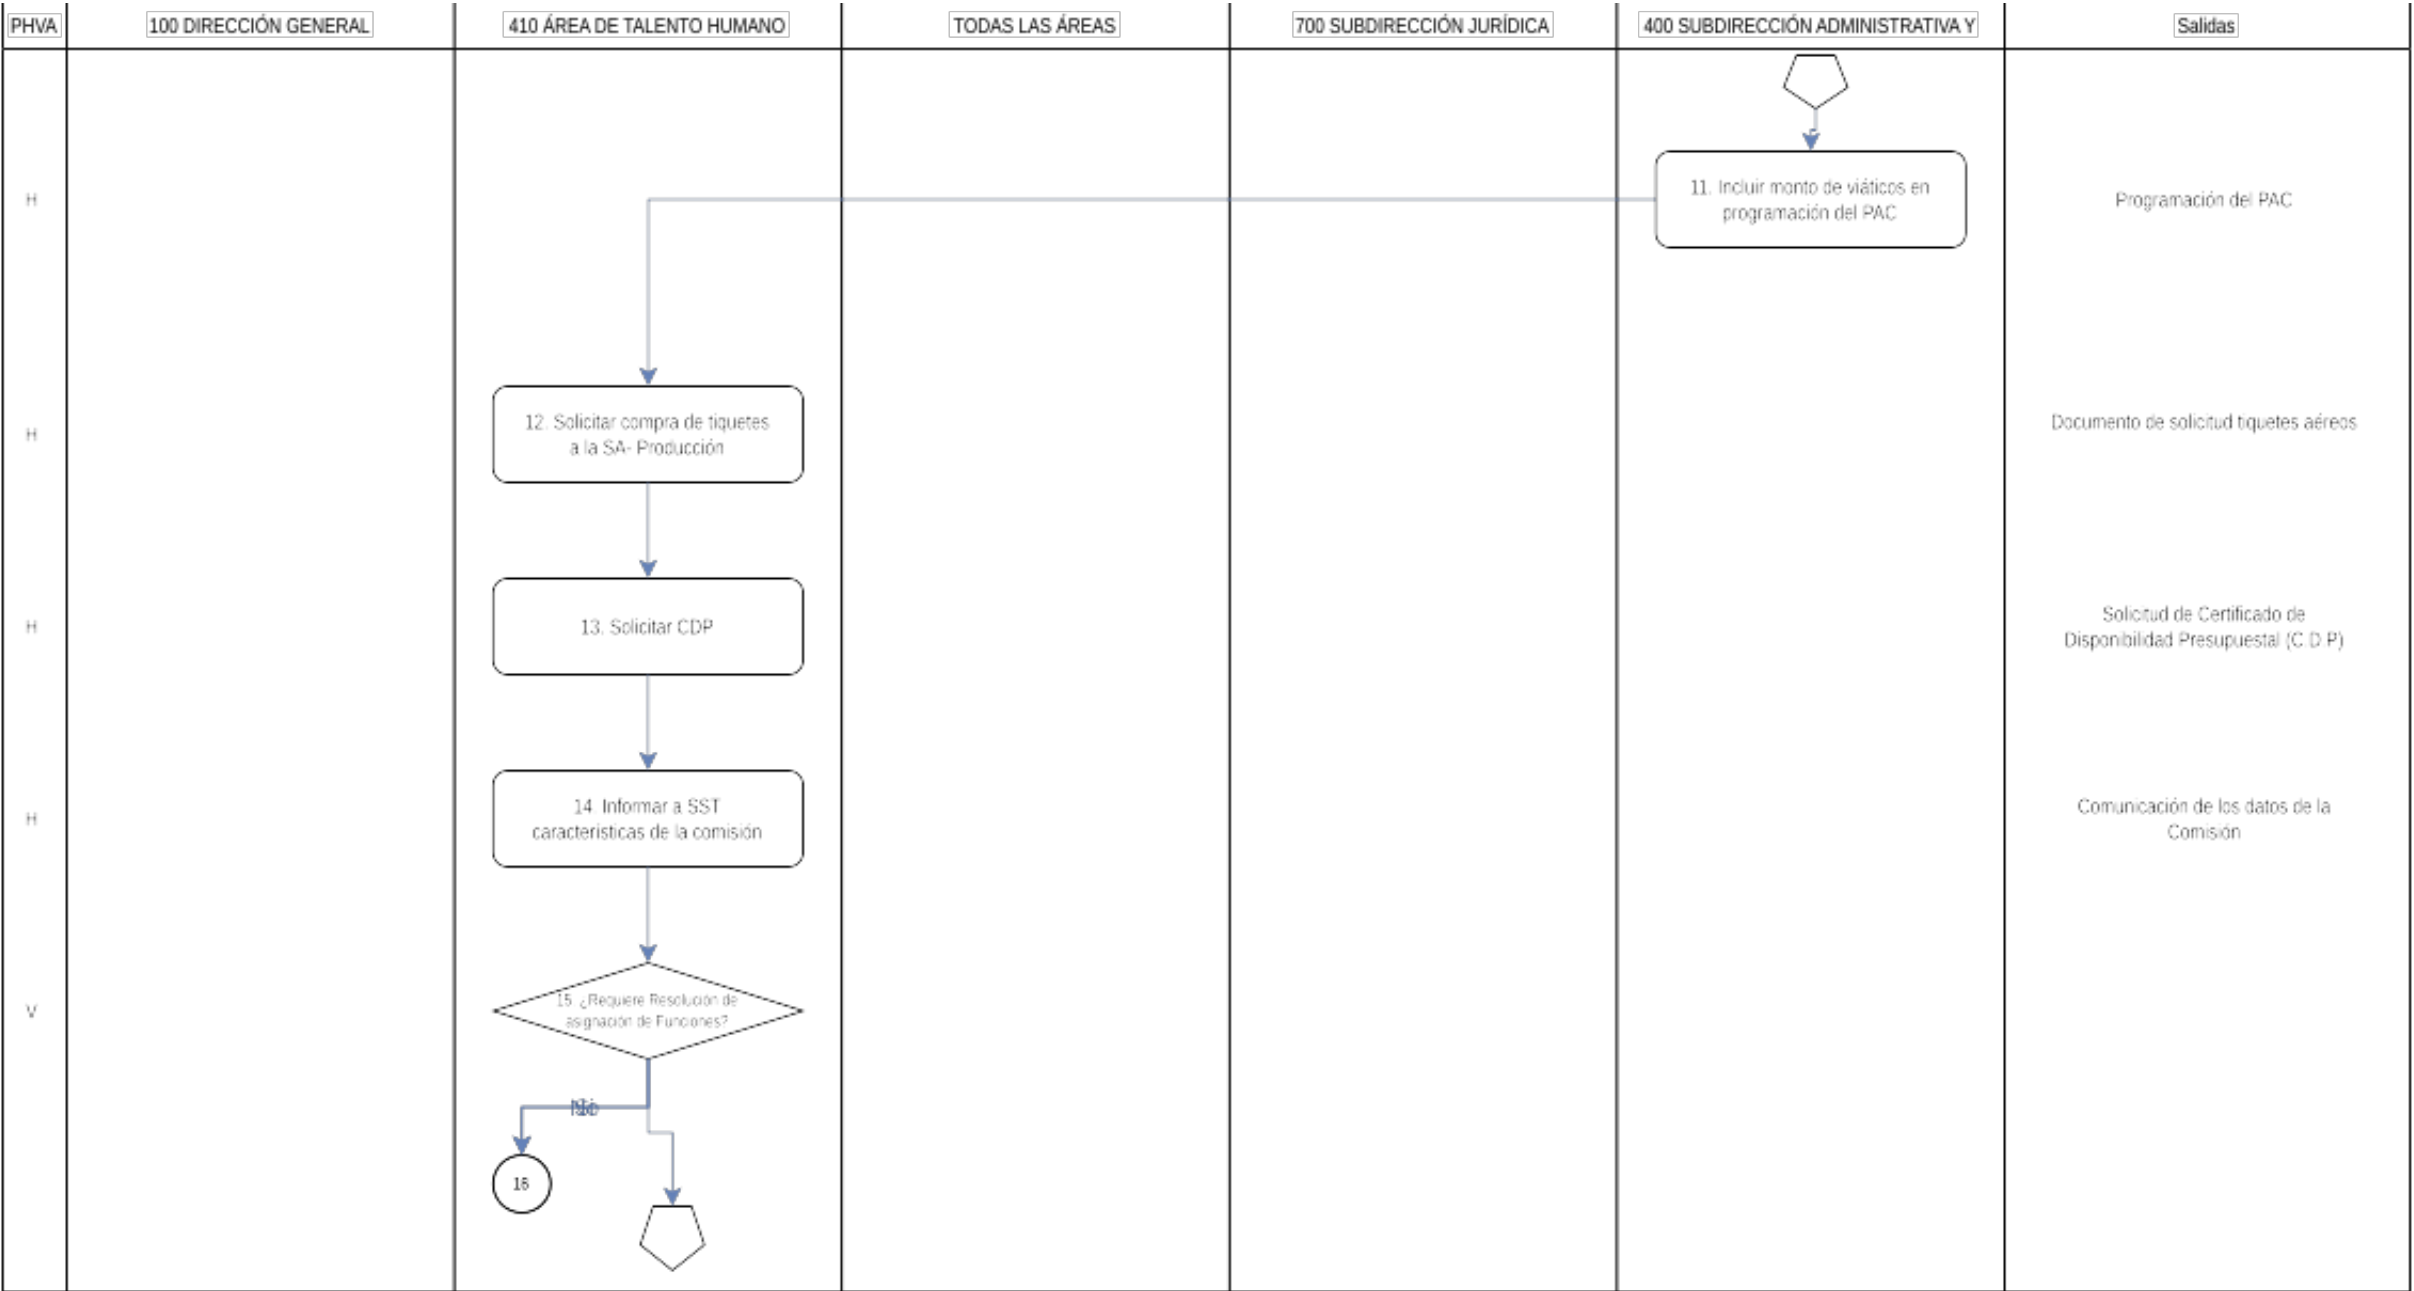 PHVA
100 DIRECCIÓN GENERAL
410 ÁREA DE TALENTO HUMANO
TODAS LAS ÁREAS
700 SUBDIRECCIÓN JURÍDICA
400 SUBDIRECCIÓN ADMINISTRATIVA Y
Salidas
H
11. Incluir monto de viáticos en
programación del PAC
Programación del PAC
H
12. Solicitar compra de tiquetes
a la SA- Producción
Documento de solicitud tiquetes aéreos
H
13. Solicitar CDP
Solicitud de Certificado de
Disponibilidad Presupuestal (C.D.P)
H
14. Informar a SST
características de la comisión
Comunicación de los datos de la
Comisión
V
15. ¿Requiere Resolución de
asignación de Funciones?